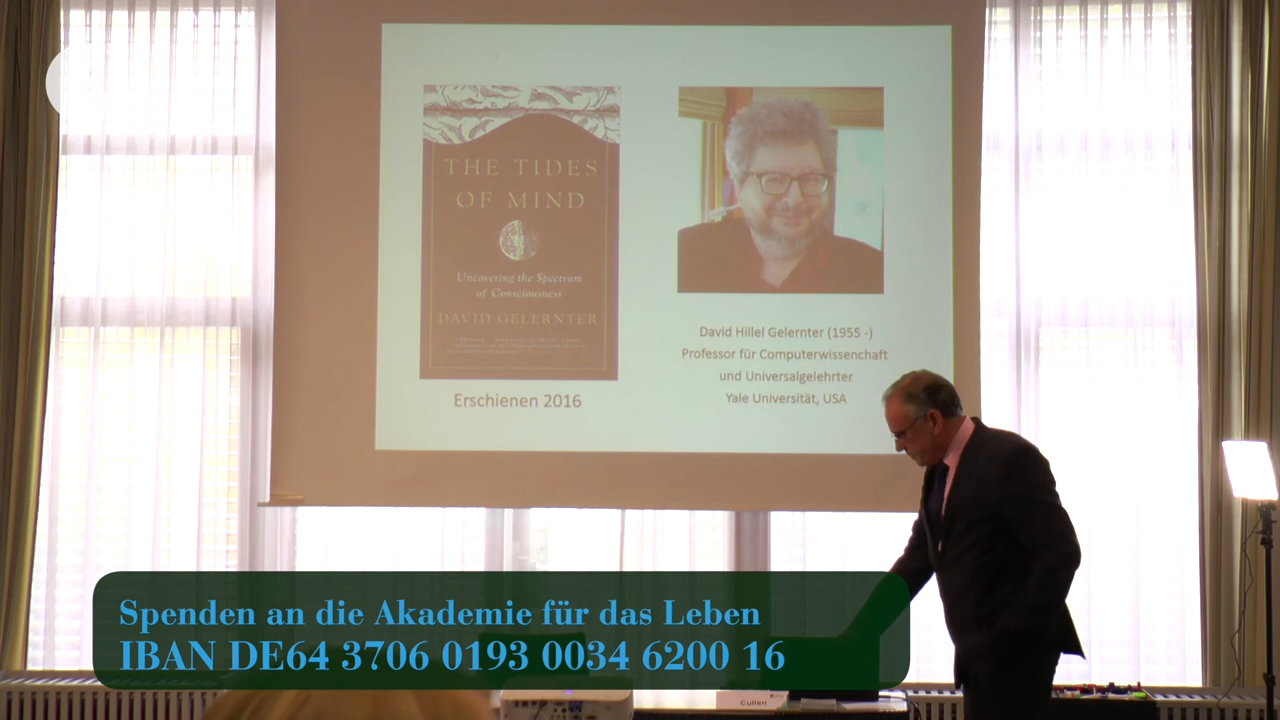 THE TIDES
OF MIND
Uncovering the Spectrum
of Consciousness
DAVID GELERNTER
Erschienen 2016
David Hillel Gelernter (1955 -)
Professor für Computerwissenchaft
und Universalgelehrter
Yale Universität, USA
Spenden an die Akademie für das Leben
IBAN DE64 3706 0193 0034 6200 16
Cullen